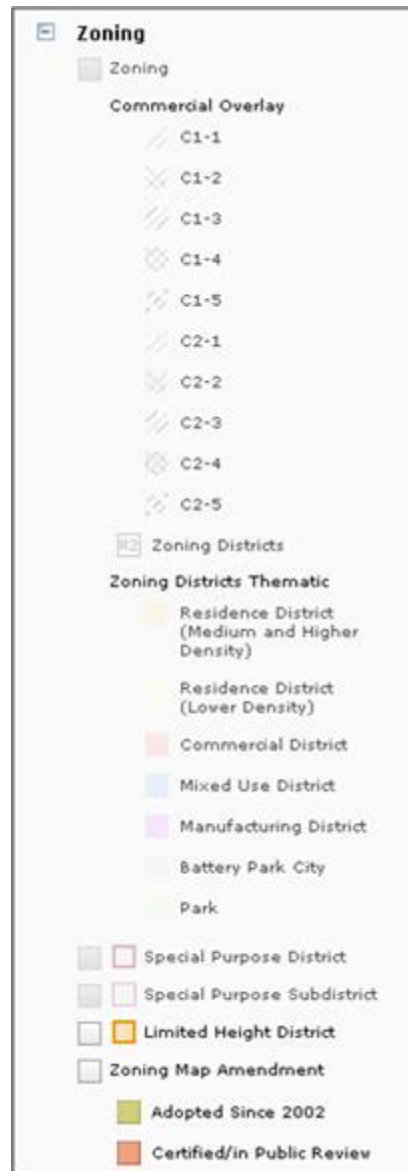 Zoning
Zoning
Commercial Overlay
C1-1
C1-2
C1-3
C1-4
C1-5
C2-1
C2-2
C2-3
C2-4
C2-5
R2 Zoning Districts
Zoning Districts Thematic
Residence District
(Medium and Higher
Density)
Residence District
(Lower Density)
Commercial District
Mixed Use District
Manufacturing District
Battery Park City
Park
Special Purpose District
Special Purpose Subdistrict
Limited Height District
Zoning Map Amendment
Adopted Since 2002
Certified/in Public Review